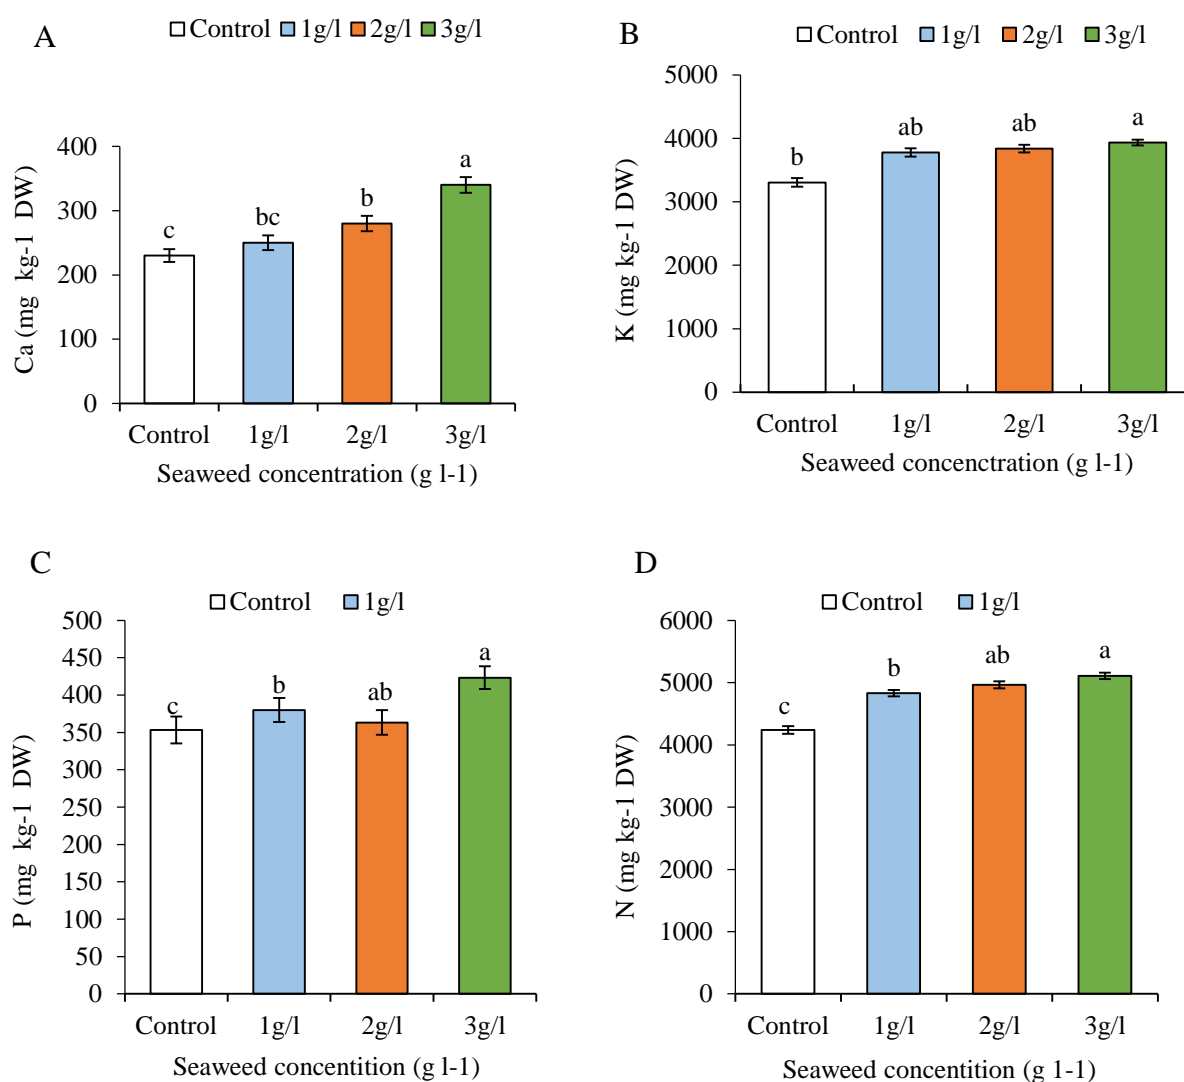 A
Control 1g/l 2g/l 3g/l
400
300
200
100
0
Ca (mg kg-1 DW)
c
bc
b
a
Control 1g/l 2g/l 3g/l
Seaweed concentration (g l-1)
B
Control 1g/l 2g/l 3g/l
5000
4000
3000
2000
1000
0
K (mg kg-1 DW)
b
ab
ab
a
Control 1g/l 2g/l 3g/l
Seaweed concenctration (g l-1)
C
Control 1g/l
500
450
400
350
300
250
200
150
100
50
0
P (mg kg-1 DW)
c
b
ab
a
Control 1g/l 2g/l 3g/l
Seaweed concentition (g l-1)
D
Control 1g/l
6000
5000
4000
3000
2000
1000
0
N (mg kg-1 DW)
c
b
ab
a
Control 1g/l 2g/l 3g/l
Seaweed concentition (g 1-1)